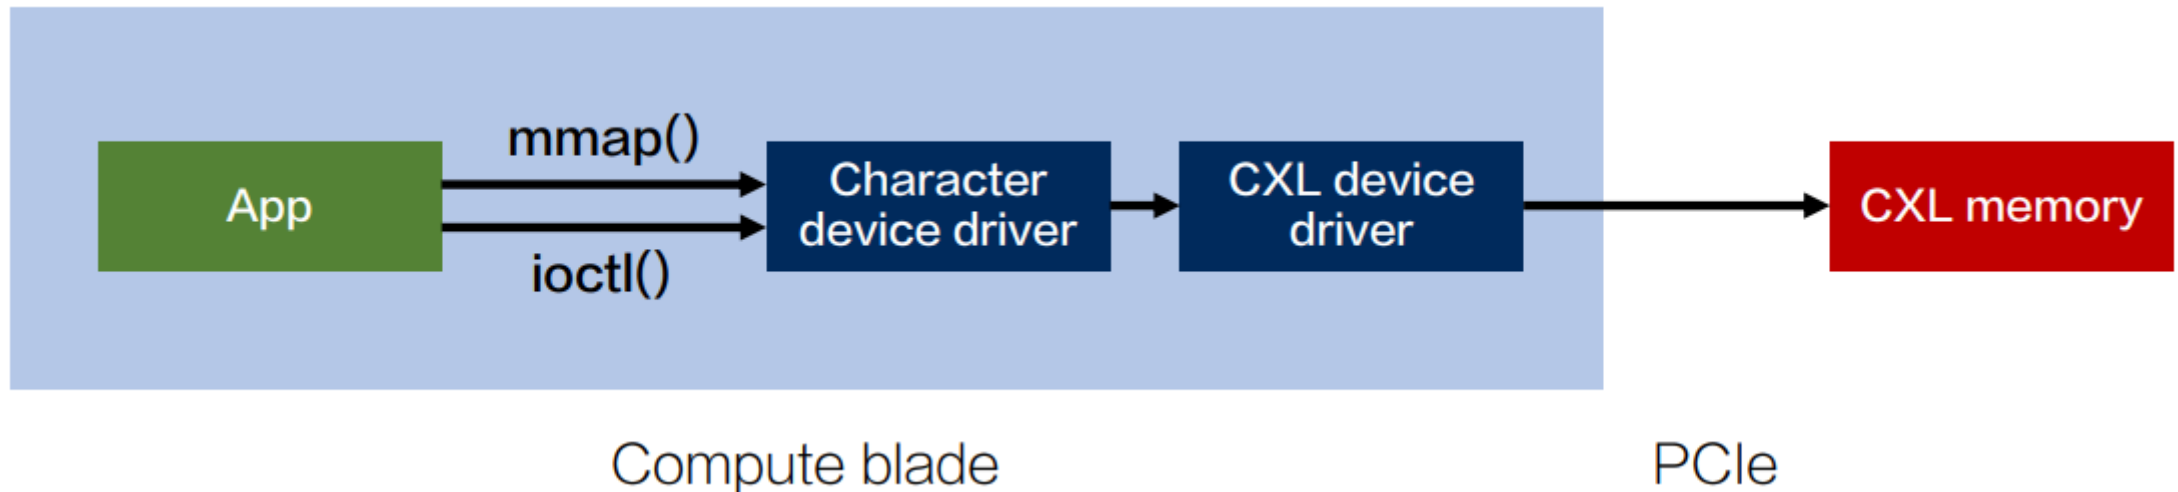 mmap()
App
Character
device driver
CXL device
driver
CXL memory
ioctl()
Compute blade
PCIe